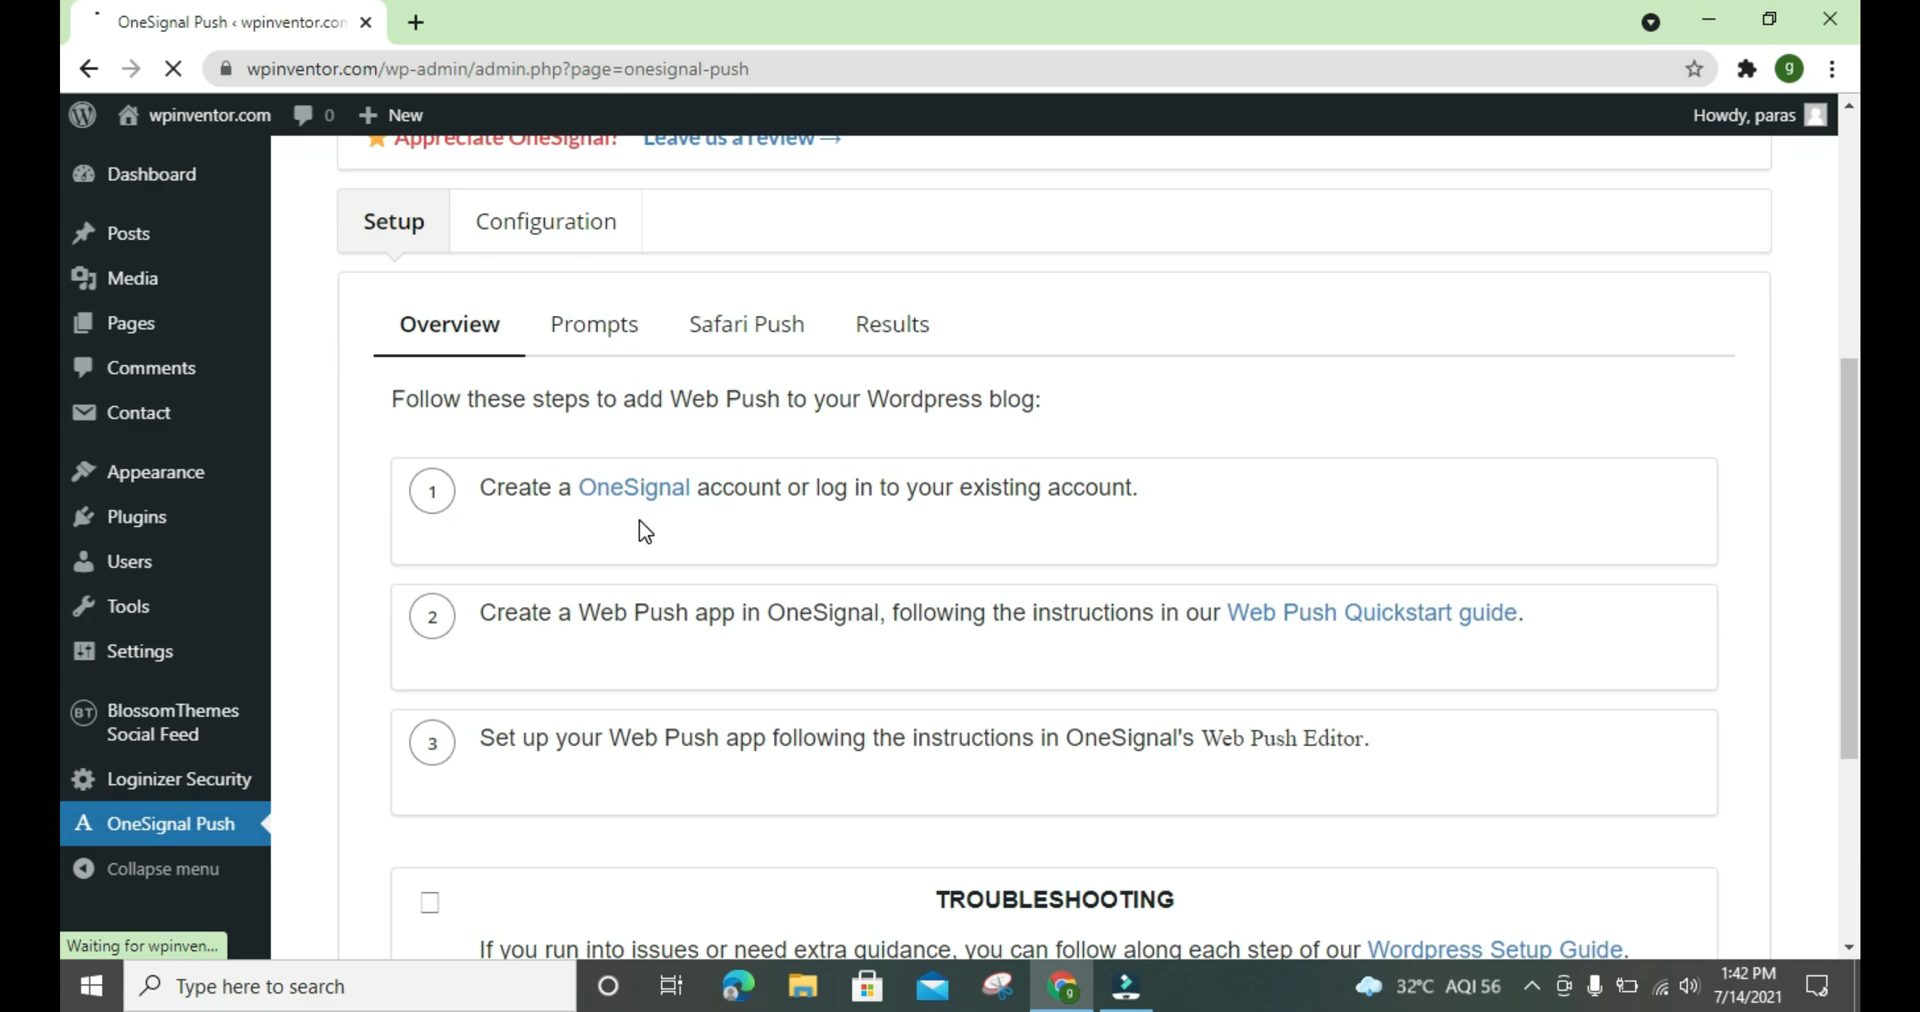 OneSignal Push ‹ wpinventor.com
wpinventor.com/wp-admin/admin.php?page=onesignal-push
g
wpinventor.com 0 New
Howdy, paras
Appreciate OneSignal? Leave us a review →
Dashboard
Posts
Media
Pages
Comments
Contact
Appearance
Plugins
Users
Tools
Settings
BT BlossomThemes
Social Feed
Loginizer Security
OneSignal Push
Collapse menu
Setup Configuration
Overview Prompts Safari Push Results
Follow these steps to add Web Push to your Wordpress blog:
1 Create a OneSignal account or log in to your existing account.
2 Create a Web Push app in OneSignal, following the instructions in our Web Push Quickstart guide.
3 Set up your Web Push app following the instructions in OneSignal's Web Push Editor.
TROUBLESHOOTING
If you run into issues or need extra guidance, you can follow along each step of our Wordpress Setup Guide.
Waiting for wpinven...
Type here to search
g
32°C AQI 56
1:42 PM
7/14/2021